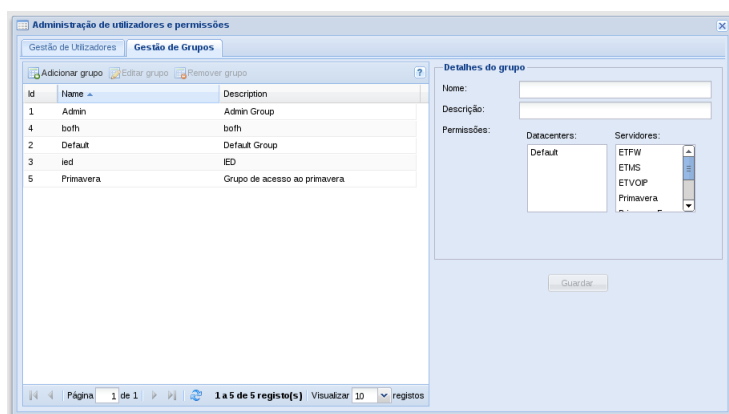 Administração de utilizadores e permissões
Gestão de Utilizadores Gestão de Grupos
Adicionar grupo Editar grupo Remover grupo ?
Id Name Description
1 Admin Admin Group
4 bofh bofh
2 Default Default Group
3 ied IED
5 Primavera Grupo de acesso ao primavera
Página 1 de 1 1 a 5 de 5 registo(s) Visualizar 10 registos
Detalhes do grupo
Nome:
Descrição:
Permissões:
Datacenters: Servidores:
Default
ETFW
ETMS
ETVOIP
Primavera
Guardar